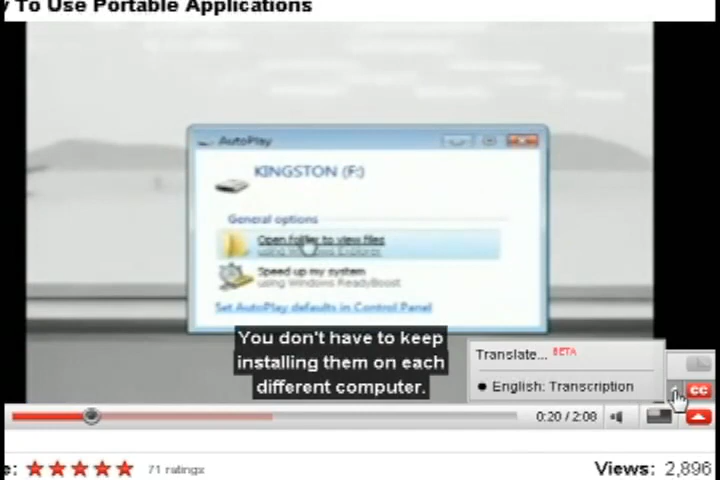 y To Use Portable Applications
AutoPlay
KINGSTON (F:)
General options
Open folder to view files
using Windows Explorer
Speed up my system
using Windows ReadyBoost
Set AutoPlay defaults in Control Panel
You don't have to keep
installing them on each
different computer.
Translate... BETA
English: Transcription
CC
0:20 / 2:08
e: 71 ratings
Views: 2,896